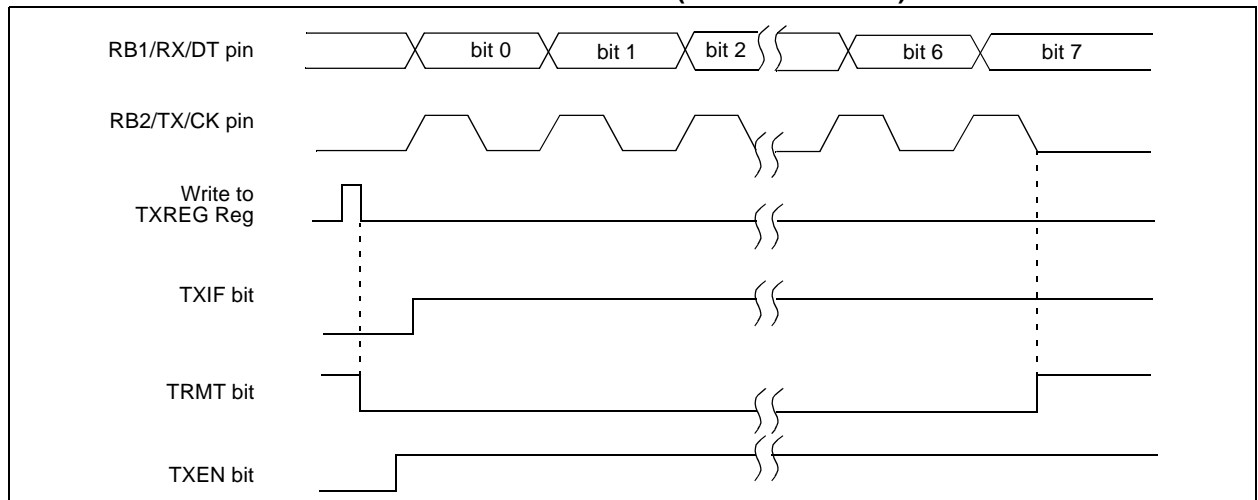 RB1/RX/DT pin
bit 0
bit 1
bit 2
bit 6
bit 7
RB2/TX/CK pin
Write to
TXREG Reg
TXIF bit
TRMT bit
TXEN bit